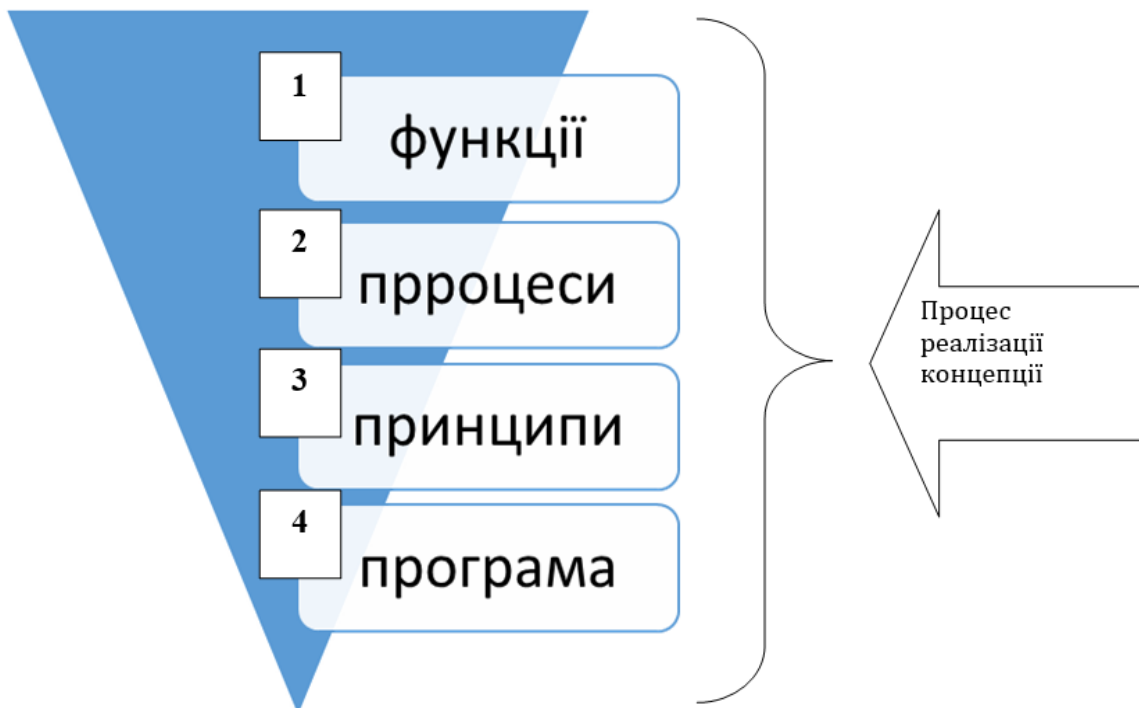 1
функції
2
прроцеси
3
принципи
4
програма
Процес
реалізації
концепції